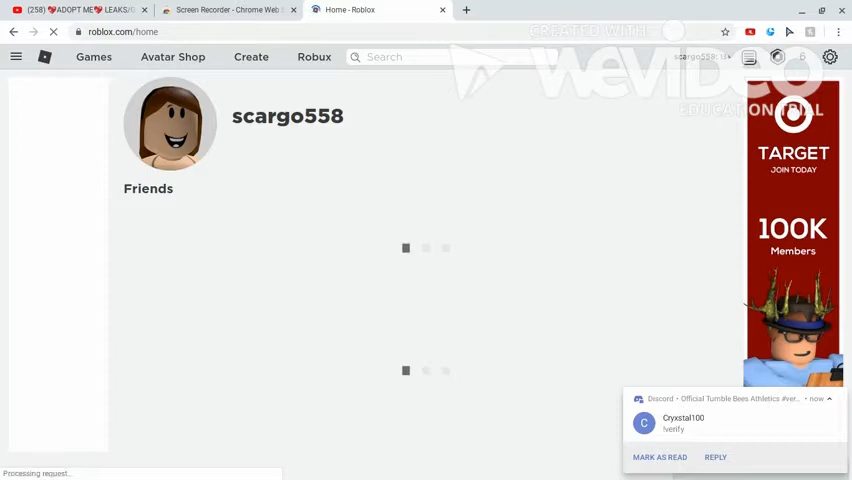 (258) 💖ADOPT ME💖 LEAKS/G
Screen Recorder - Chrome Web S
Home - Roblox
roblox.com/home
CREATED WITH
Games
Avatar Shop
Create
Robux
Search
6
WeVideo
EDUCATION TRIAL
scargo558
Friends
TARGET
JOIN TODAY
100K
Members
Discord • Official Tumble Bees Athletics #ver... • now
C
Cryxstal100
!verify
MARK AS READ
REPLY
Processing request...